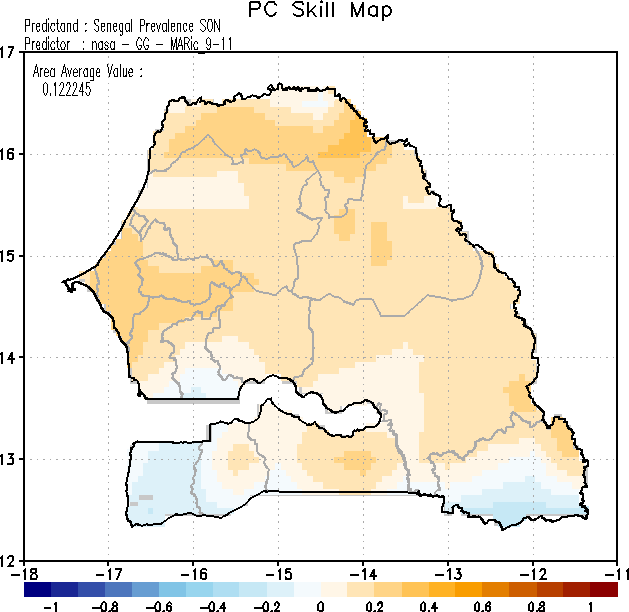 PC Skill Map
Predictand : Senegal Prevalence SON
Predictor : nasa - GG - MARic_9-11
Area Average Value :
0.122245
17
16
15
14
13
12
-18 -17 -16 -15 -14 -13 -12 -11
-1 -0.8 -0.6 -0.4 -0.2 0 0.2 0.4 0.6 0.8 1